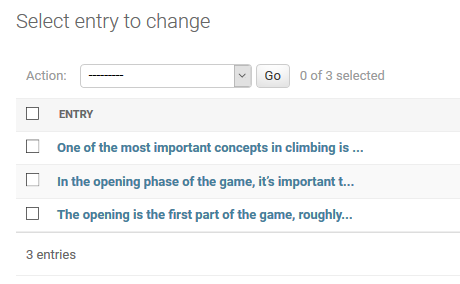 Select entry to change
Action: --------- Go 0 of 3 selected
ENTRY
One of the most important concepts in climbing is ...
In the opening phase of the game, it’s important t...
The opening is the first part of the game, roughly...
3 entries